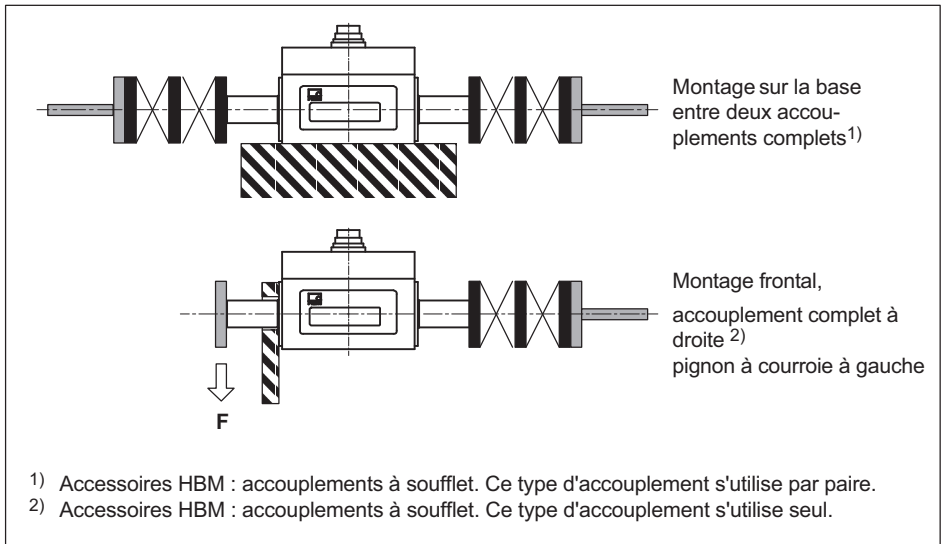 Montage sur la base
entre deux accou-
plements complets1)
Montage frontal,
accouplement complet à
droite 2)
pignon à courroie à gauche
F
1) Accessoires HBM : accouplements à soufflet. Ce type d'accouplement s'utilise par paire.
2) Accessoires HBM : accouplements à soufflet. Ce type d'accouplement s'utilise seul.